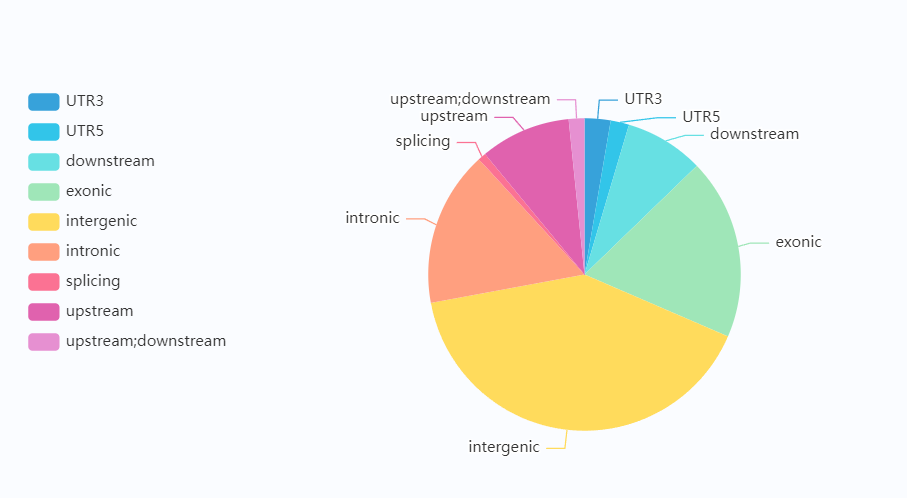 UTR3
UTR5
downstream
exonic
intergenic
intronic
splicing
upstream
upstream;downstream
upstream;downstream
UTR3
upstream
UTR5
downstream
splicing
intronic
exonic
intergenic